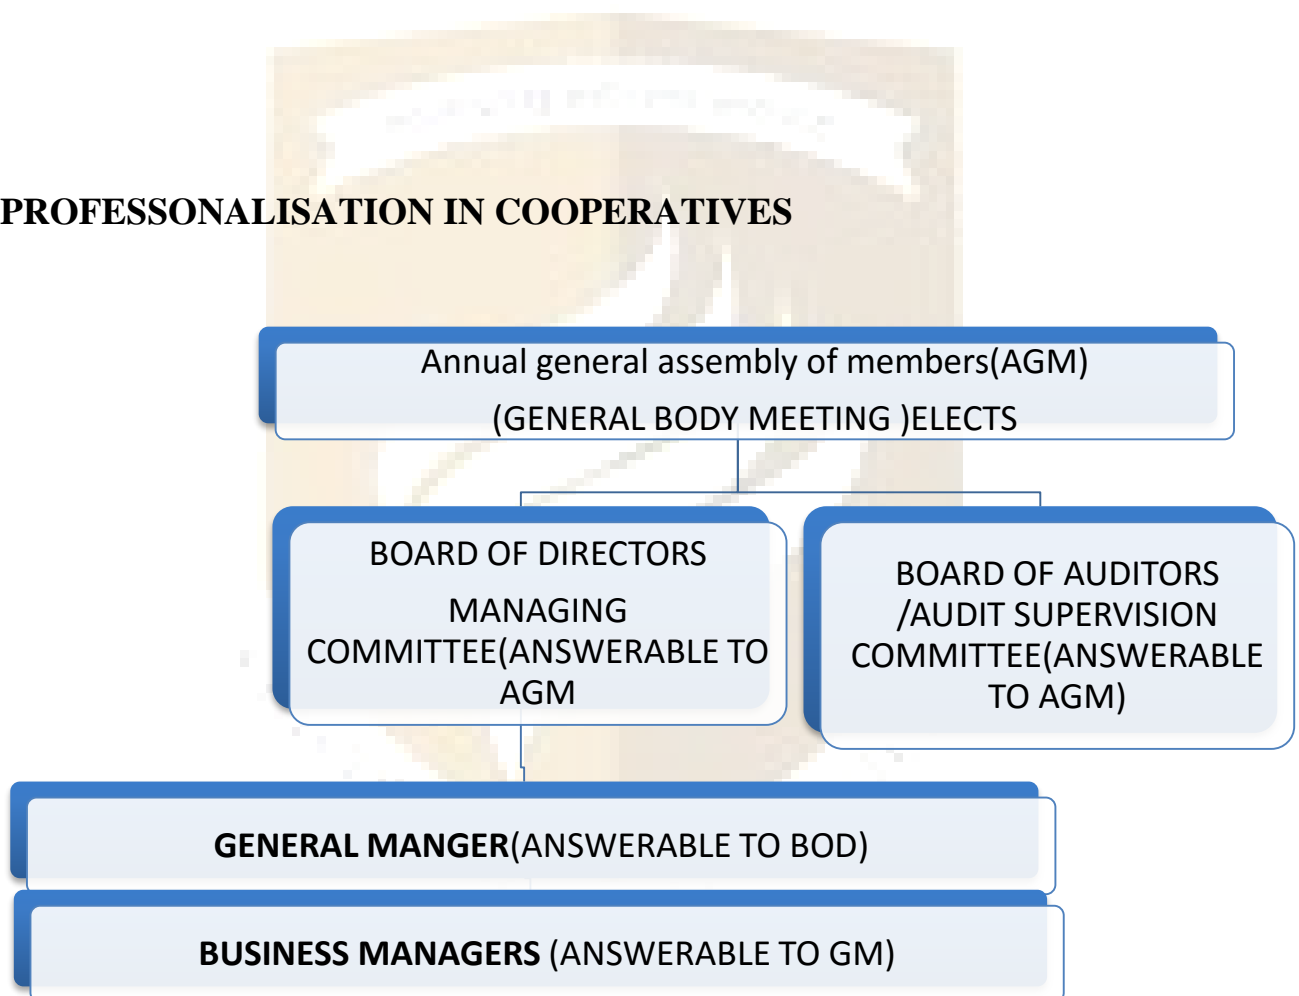 PROFESSONALISATION IN COOPERATIVES
Annual general assembly of members(AGM)
(GENERAL BODY MEETING )ELECTS
BOARD OF DIRECTORS
MANAGING
COMMITTEE(ANSWERABLE TO
AGM
BOARD OF AUDITORS
/AUDIT SUPERVISION
COMMITTEE(ANSWERABLE
TO AGM)
GENERAL MANGER(ANSWERABLE TO BOD)
BUSINESS MANAGERS (ANSWERABLE TO GM)